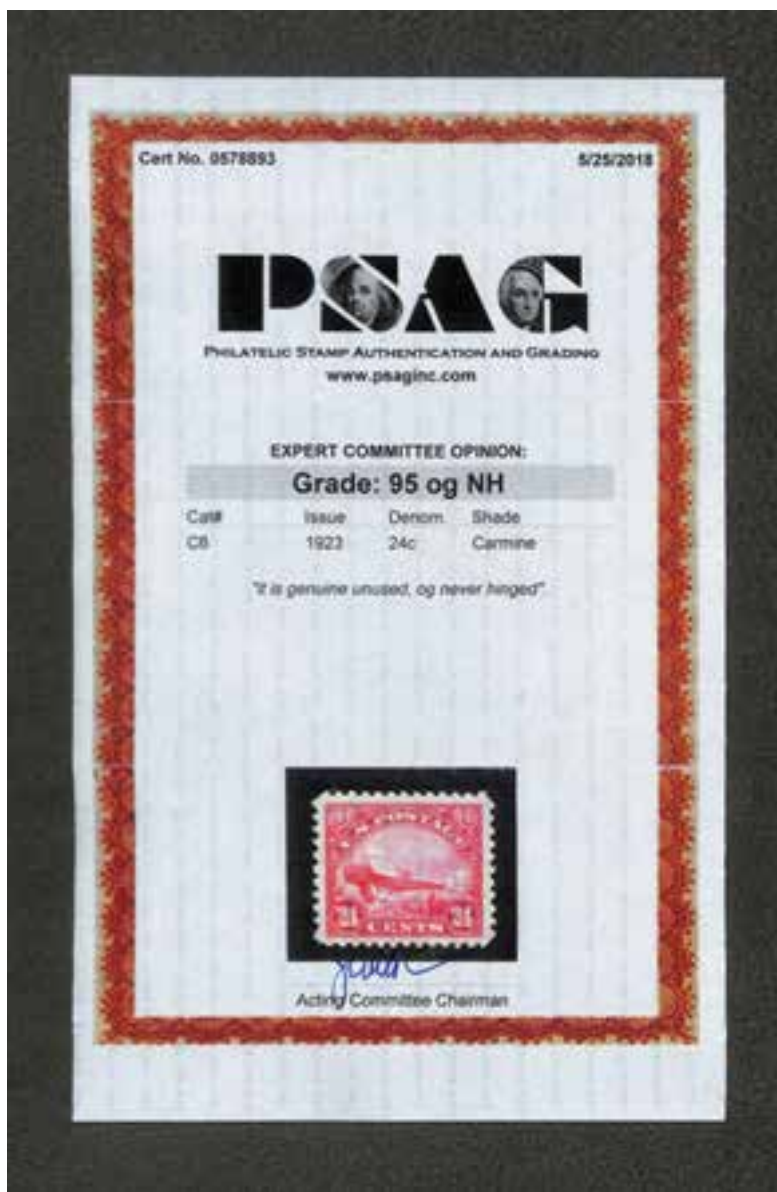 Cert No. 0578893
5/25/2018
PSAG
PHILATELIC STAMP AUTHENTICATION AND GRADING
www.psaginc.com
EXPERT COMMITTEE OPINION:
Grade: 95 og NH
Cat# Issue Denom. Shade
C6 1923 24c Carmine
"it is genuine unused, og never hinged".
U.S. POSTAGE
CENTS
Acting Committee Chairman